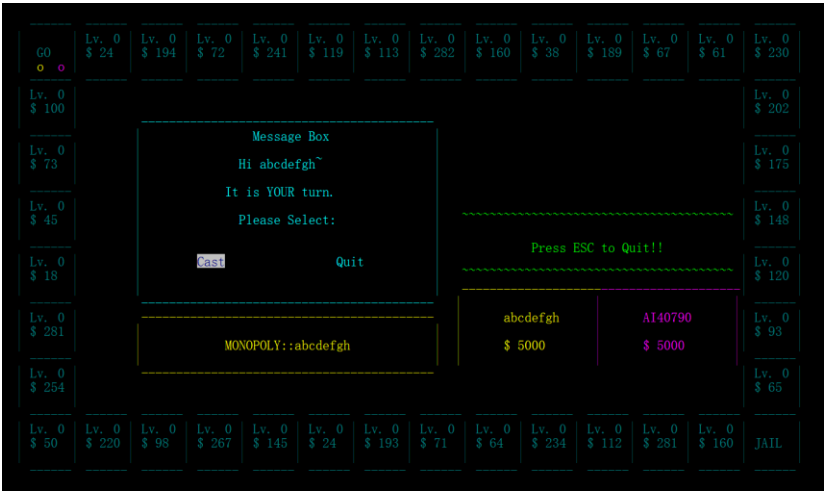 GO Lv. 0 Lv. 0 Lv. 0 Lv. 0 Lv. 0 Lv. 0 Lv. 0 Lv. 0 Lv. 0 Lv. 0 Lv. 0 Lv. 0 Lv. 0
$ 24 $ 194 $ 72 $ 241 $ 119 $ 113 $ 282 $ 160 $ 38 $ 189 $ 67 $ 61 $ 230
o o
Lv. 0 Lv. 0
$ 100 $ 202
Message Box
Hi abcdefgh~
Lv. 0 Lv. 0
$ 73 $ 175
It is YOUR turn.
Lv. 0 Lv. 0
$ 45 $ 148
Please Select:
Press ESC to Quit!!
Lv. 0 Cast Quit Lv. 0
$ 18 $ 120
Lv. 0 abcdefgh AI40790 Lv. 0
$ 281 $ 93
MONOPOLY::abcdefgh $ 5000 $ 5000
Lv. 0 Lv. 0
$ 254 $ 65
Lv. 0 Lv. 0 Lv. 0 Lv. 0 Lv. 0 Lv. 0 Lv. 0 Lv. 0 Lv. 0 Lv. 0 Lv. 0 Lv. 0 Lv. 0
$ 50 $ 220 $ 98 $ 267 $ 145 $ 24 $ 193 $ 71 $ 64 $ 234 $ 112 $ 281 $ 160 JAIL